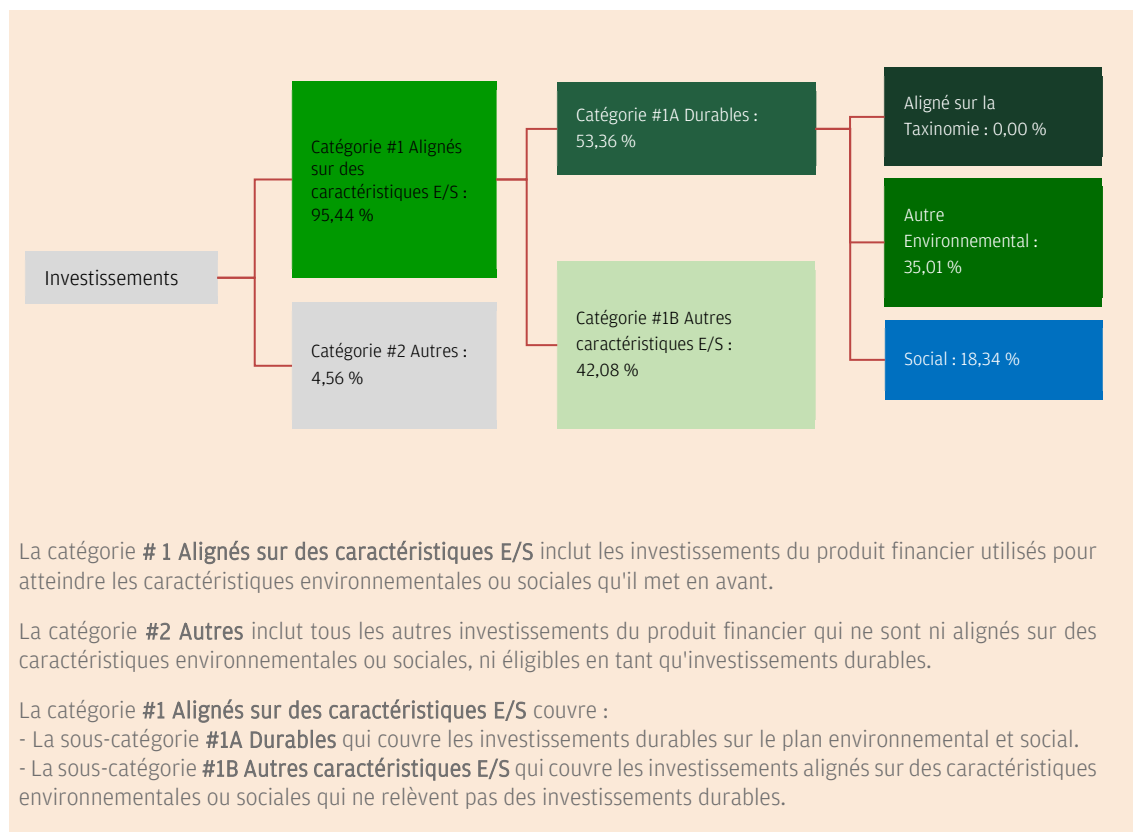 Investissements
Catégorie #1 Alignés
sur des
caractéristiques E/S :
95,44 %
Catégorie #2 Autres :
4,56 %
Catégorie #1A Durables :
53,36 %
Catégorie #1B Autres
caractéristiques E/S :
42,08 %
Aligné sur la
Taxinomie : 0,00 %
Autre
Environnemental :
35,01 %
Social : 18,34 %
La catégorie # 1 Alignés sur des caractéristiques E/S inclut les investissements du produit financier utilisés pour
atteindre les caractéristiques environnementales ou sociales qu'il met en avant.
La catégorie #2 Autres inclut tous les autres investissements du produit financier qui ne sont ni alignés sur des
caractéristiques environnementales ou sociales, ni éligibles en tant qu'investissements durables.
La catégorie #1 Alignés sur des caractéristiques E/S couvre :
- La sous-catégorie #1A Durables qui couvre les investissements durables sur le plan environnemental et social.
- La sous-catégorie #1B Autres caractéristiques E/S qui couvre les investissements alignés sur des caractéristiques
environnementales ou sociales qui ne relèvent pas des investissements durables.